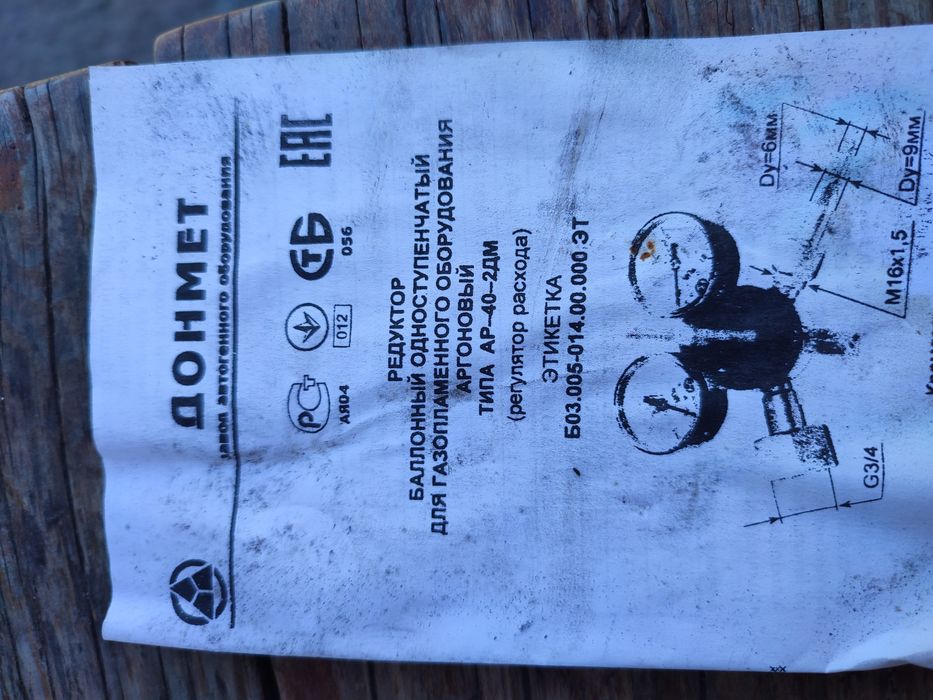 ДОНМЕТ
завод автогенного оборудования
РСТ
АЯ04
012
СТБ
056
ЕАС
РЕДУКТОР
БАЛЛОННЫЙ ОДНОСТУПЕНЧАТЫЙ
ДЛЯ ГАЗОПЛАМЕННОГО ОБОРУДОВАНИЯ
АРГОНОВЫЙ
ТИПА АР–40–2ДМ
(регулятор расхода)
ЭТИКЕТКА
Б03.005-014.00.000 ЭТ
Dy=6мм
Dy=9мм
М16х1,5
G3/4